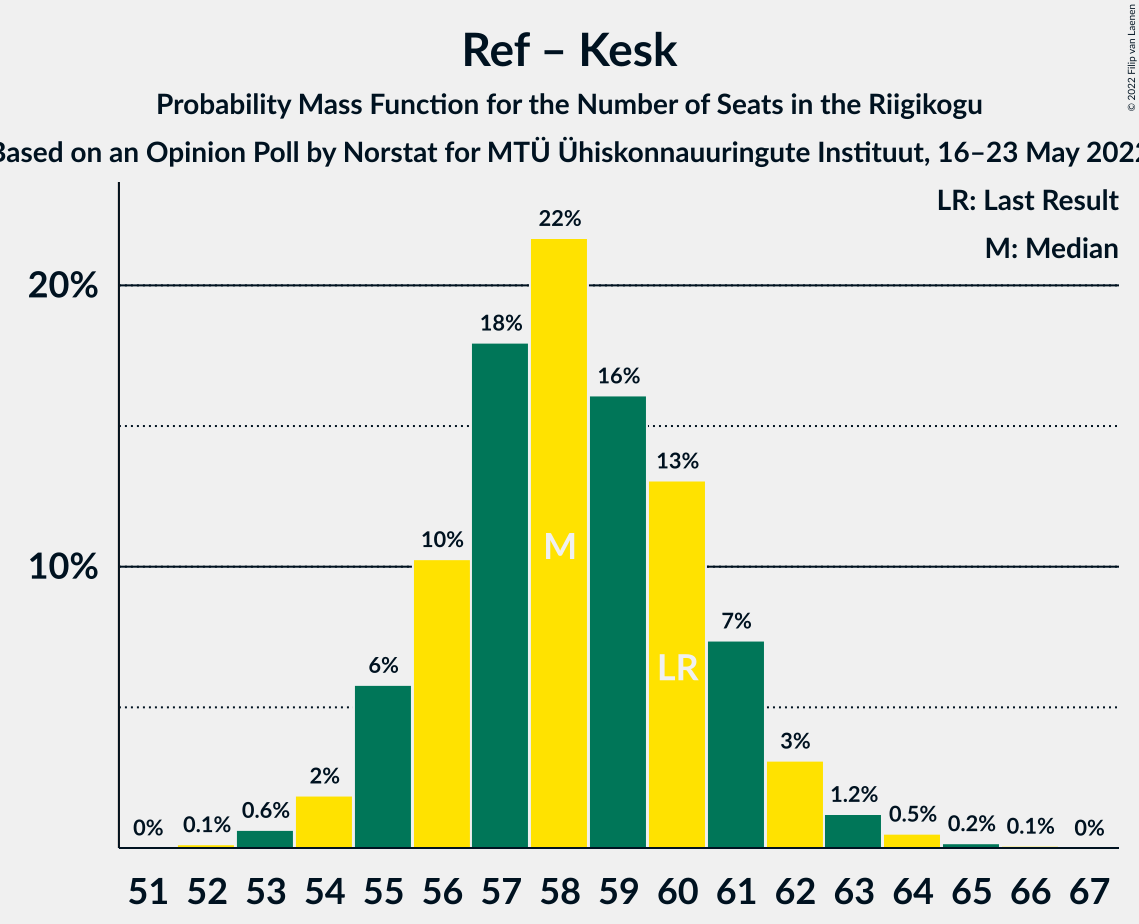 Ref – Kesk
Probability Mass Function for the Number of Seats in the Riigikogu
Based on an Opinion Poll by Norstat for MTÜ Ühiskonnauuringute Instituut, 16–23 May 2022
© 2022 Filip van Laenen
LR: Last Result
M: Median
20%
10%
0%
0.1%
0.6%
2%
6%
10%
18%
22%
16%
13%
7%
3%
1.2%
0.5%
0.2%
0.1%
0%
M
LR
51 52 53 54 55 56 57 58 59 60 61 62 63 64 65 66 67